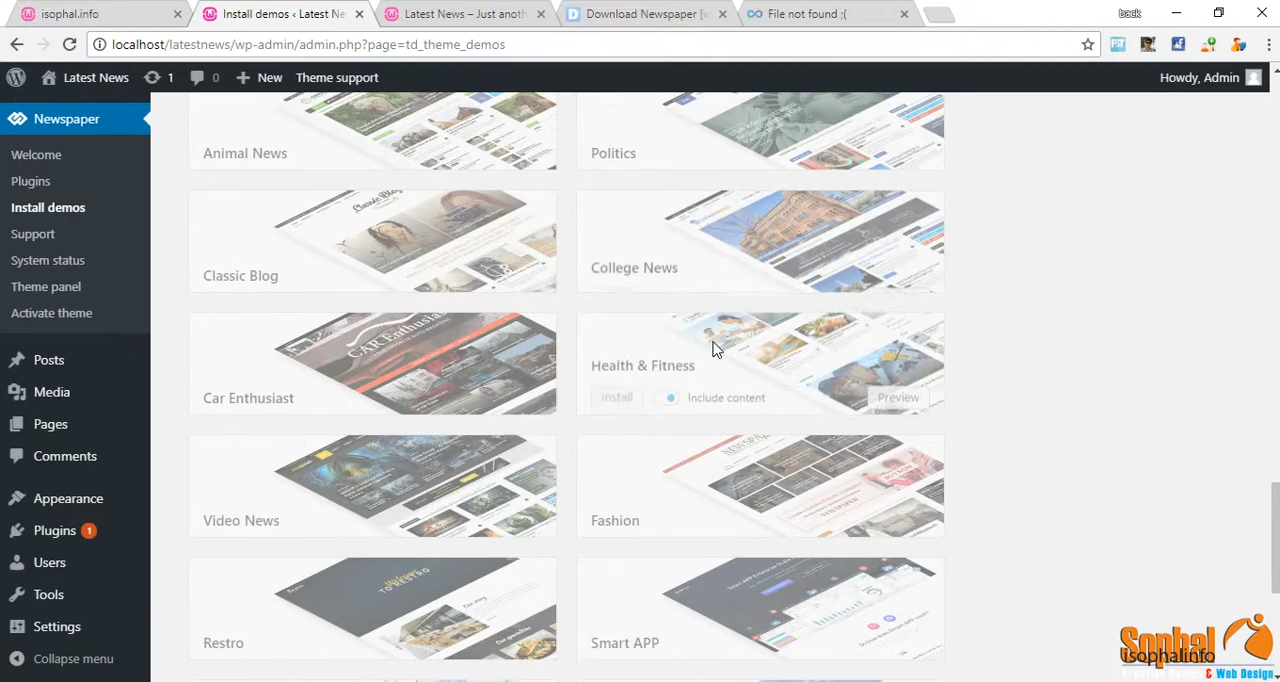 isophal.info
Install demos ‹ Latest Ne
Latest News – Just anoth
Download Newspaper [v
File not found ;(
back
localhost/latestnews/wp-admin/admin.php?page=td_theme_demos
Latest News
1
0
New
Theme support
Howdy, Admin
Newspaper
Welcome
Plugins
Install demos
Support
System status
Theme panel
Activate theme
Posts
Media
Pages
Comments
Appearance
Plugins 1
Users
Tools
Settings
Collapse menu
Animal News
Politics
Classic Blog
College News
Car Enthusiast
Health & Fitness
Install
Include content
Preview
Video News
Fashion
Restro
Smart APP
Sophal
isophalinfo
& Web Design